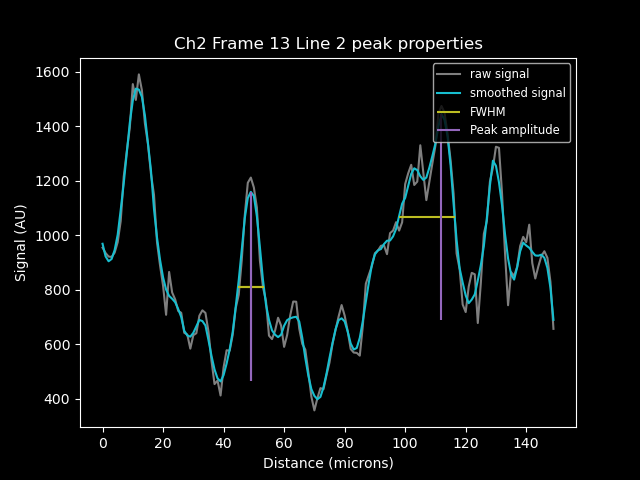 Ch2 Frame 13 Line 2 peak properties
raw signal
smoothed signal
FWHM
Peak amplitude
Signal (AU)
1600
1400
1200
1000
800
600
400
0 20 40 60 80 100 120 140
Distance (microns)